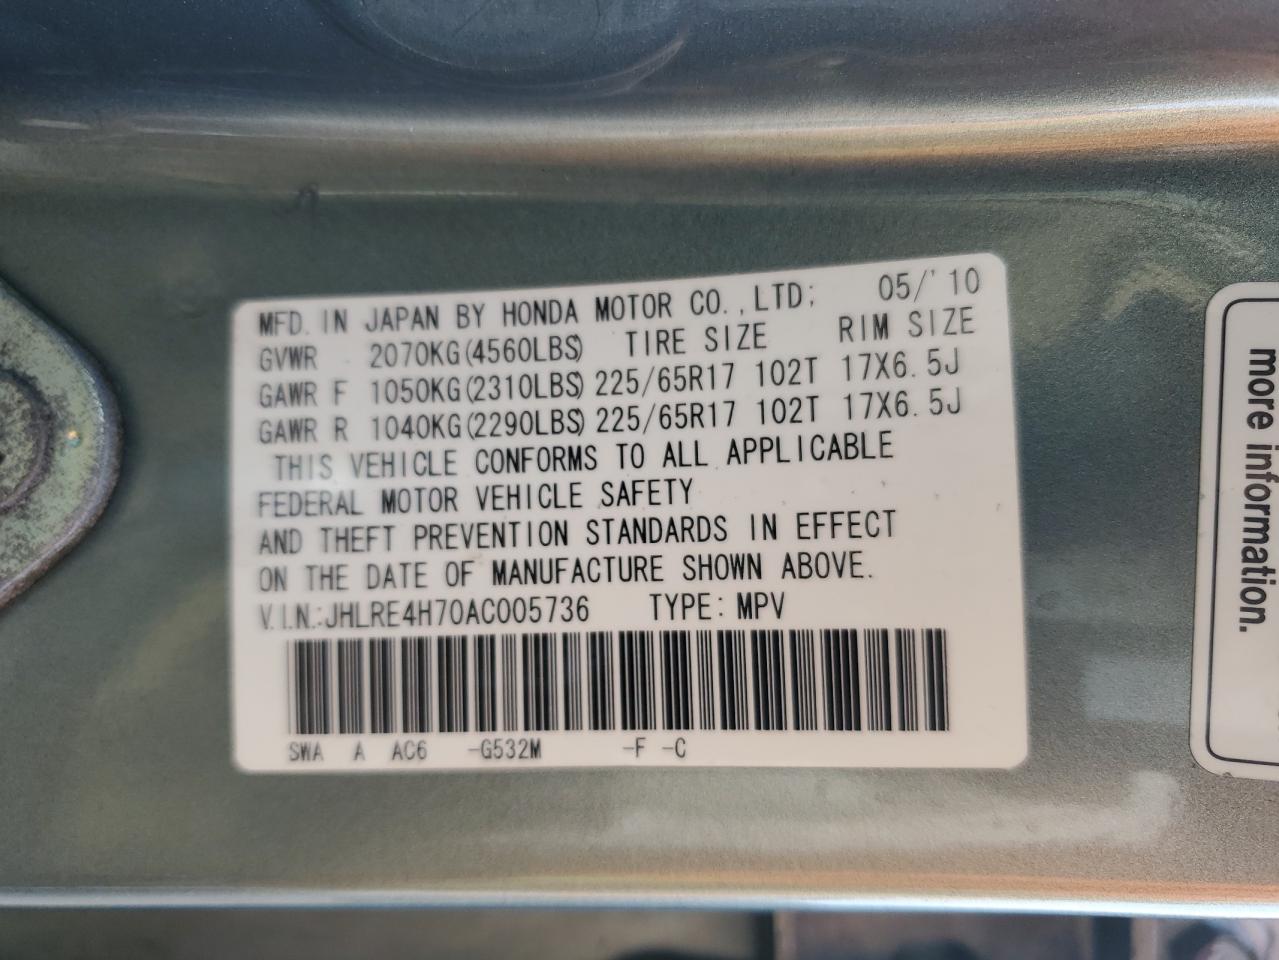 MFD. IN JAPAN BY HONDA MOTOR CO., LTD; 05/'10
GVWR 2070KG(4560LBS) TIRE SIZE RIM SIZE
GAWR F 1050KG(2310LBS) 225/65R17 102T 17X6.5J
GAWR R 1040KG(2290LBS) 225/65R17 102T 17X6.5J
THIS VEHICLE CONFORMS TO ALL APPLICABLE
FEDERAL MOTOR VEHICLE SAFETY
AND THEFT PREVENTION STANDARDS IN EFFECT
ON THE DATE OF MANUFACTURE SHOWN ABOVE.
V.I.N.:JHLRE4H70AC005736 TYPE: MPV
SWA A AC6 -G532M -F -C
more information.